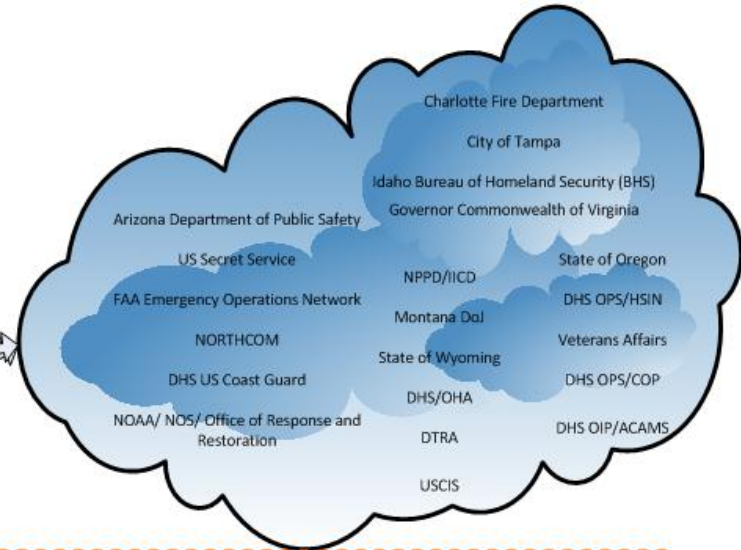 Charlotte Fire Department
City of Tampa
Idaho Bureau of Homeland Security (BHS)
Governor Commonwealth of Virginia
Arizona Department of Public Safety
US Secret Service
FAA Emergency Operations Network
NORTHCOM
DHS US Coast Guard
NOAA/ NOS/ Office of Response and
Restoration
NPPD/IICD
Montana DoJ
State of Wyoming
DHS/OHA
DTRA
USCIS
State of Oregon
DHS OPS/HSIN
Veterans Affairs
DHS OPS/COP
DHS OIP/ACAMS